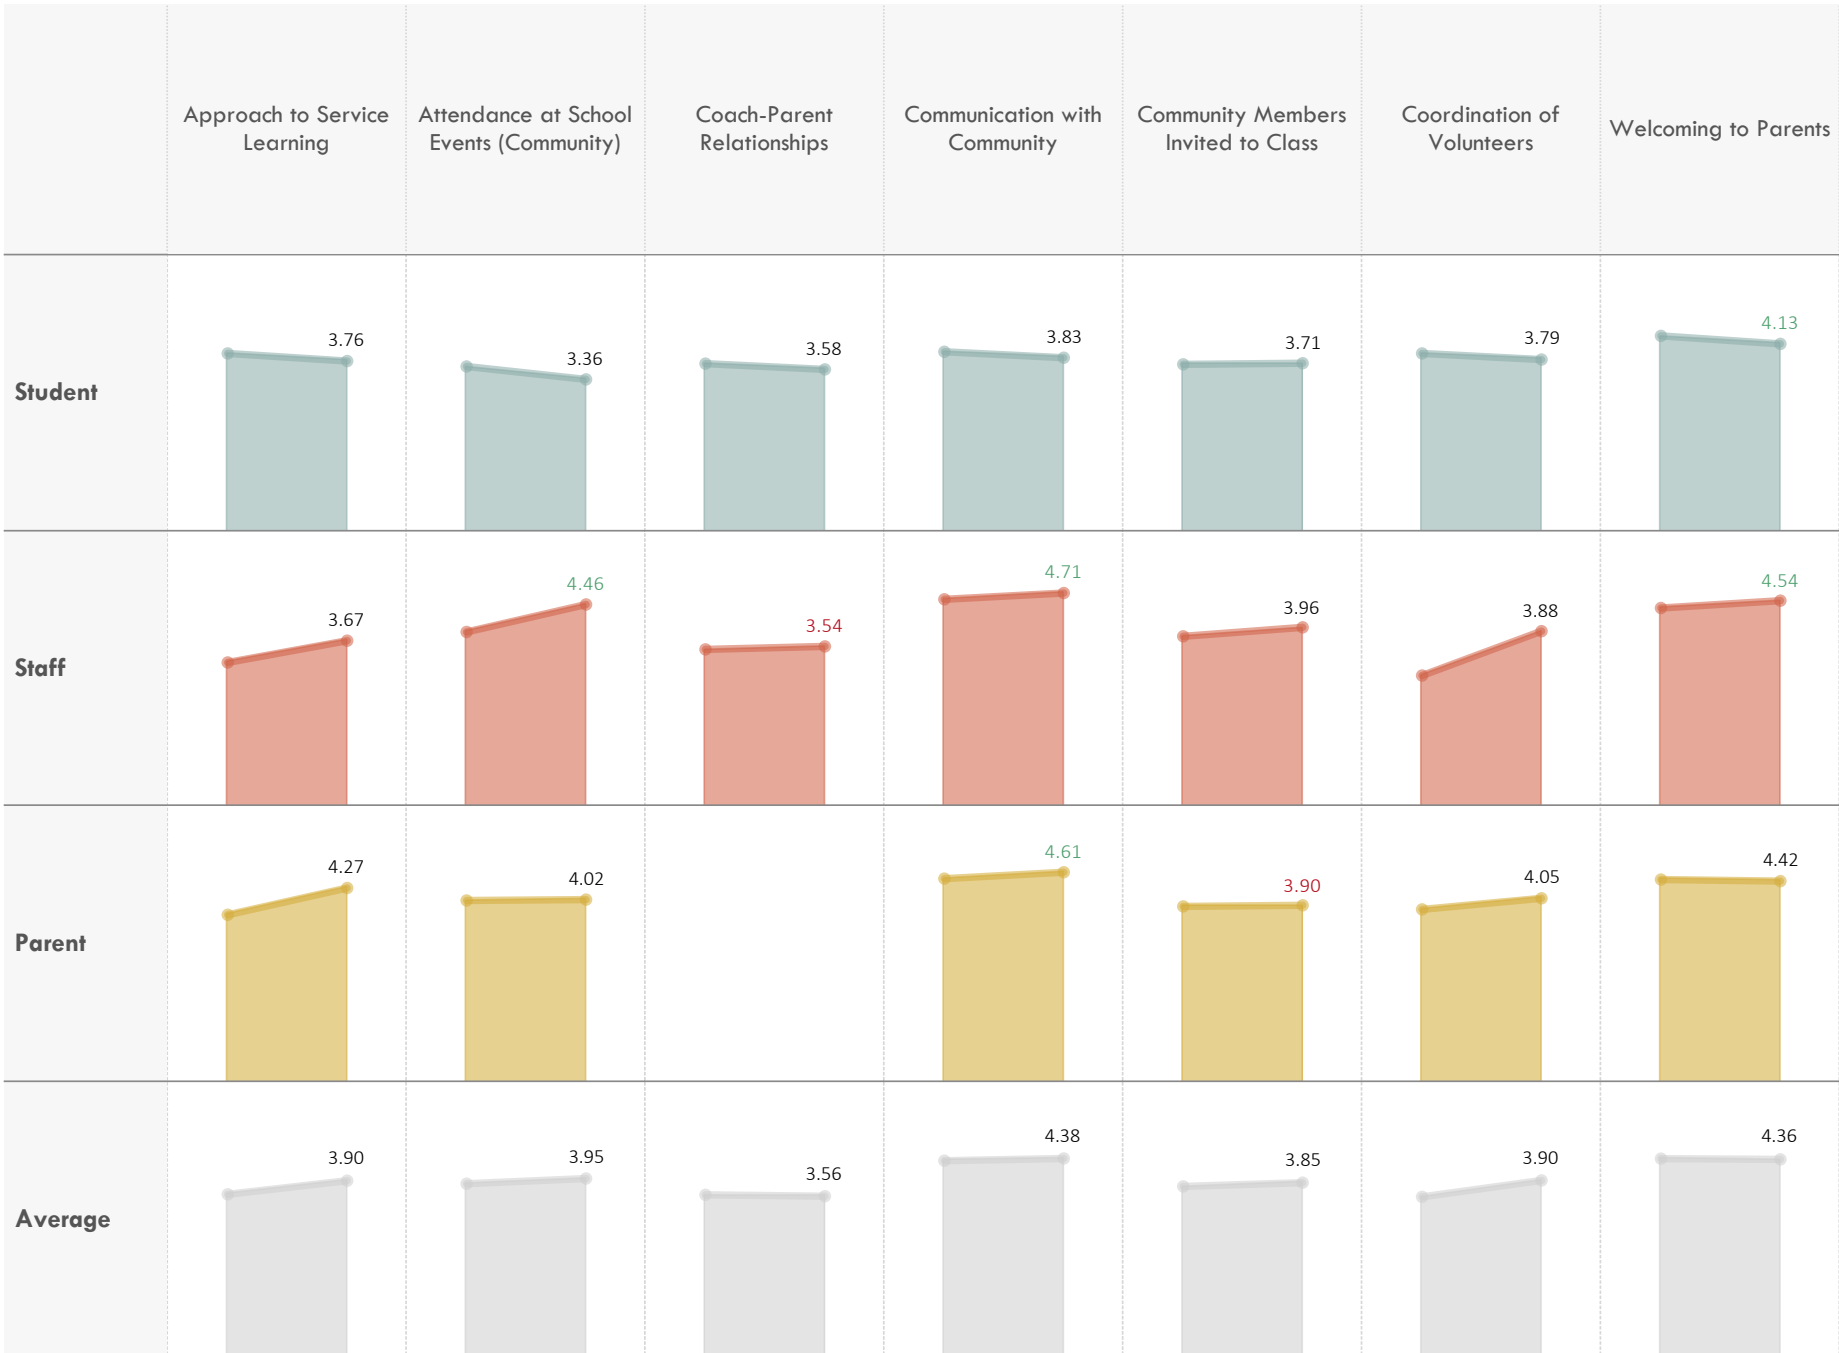 Approach to Service
Learning
Attendance at School
Events (Community)
Coach-Parent
Relationships
Communication with
Community
Community Members
Invited to Class
Coordination of
Volunteers
Welcoming to Parents
Student
3.76
3.36
3.58
3.83
3.71
3.79
4.13
Staff
3.67
4.46
3.54
4.71
3.96
3.88
4.54
Parent
4.27
4.02
4.61
3.90
4.05
4.42
Average
3.90
3.95
3.56
4.38
3.85
3.90
4.36